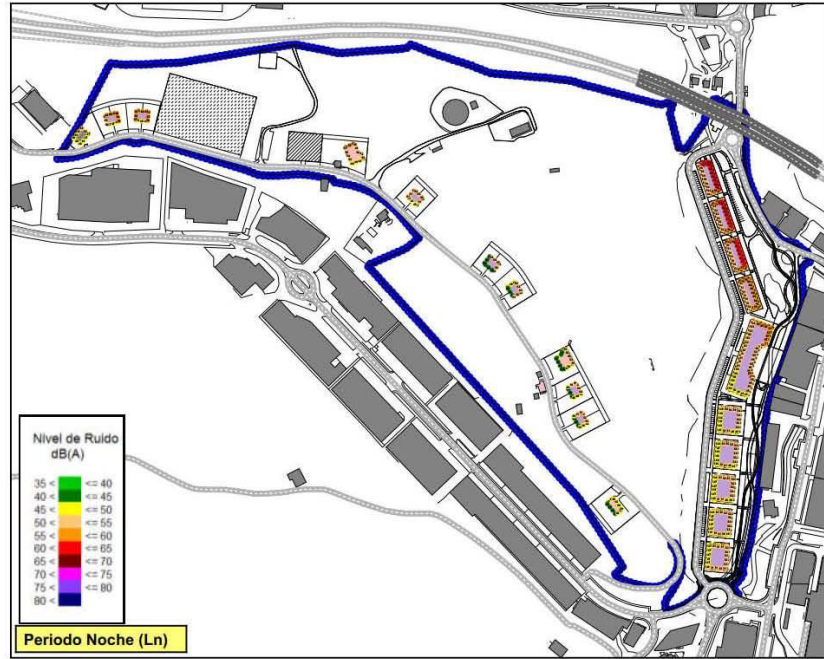 Nivel de Ruido
dB(A)
35 < <= 40
40 < <= 45
45 < <= 50
50 < <= 55
55 < <= 60
60 < <= 65
65 < <= 70
70 < <= 75
75 < <= 80
80 <
Periodo Noche (Ln)